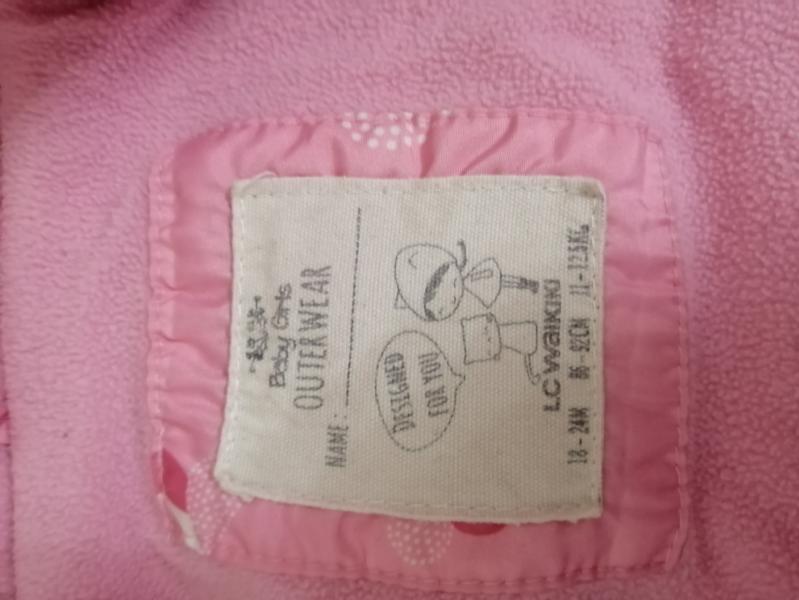 Baby Girls
OUTERWEAR
NAME:
DESIGNED
FOR YOU
LC WAIKIKI
18 - 24M 86 - 92CM 11-12.5KG